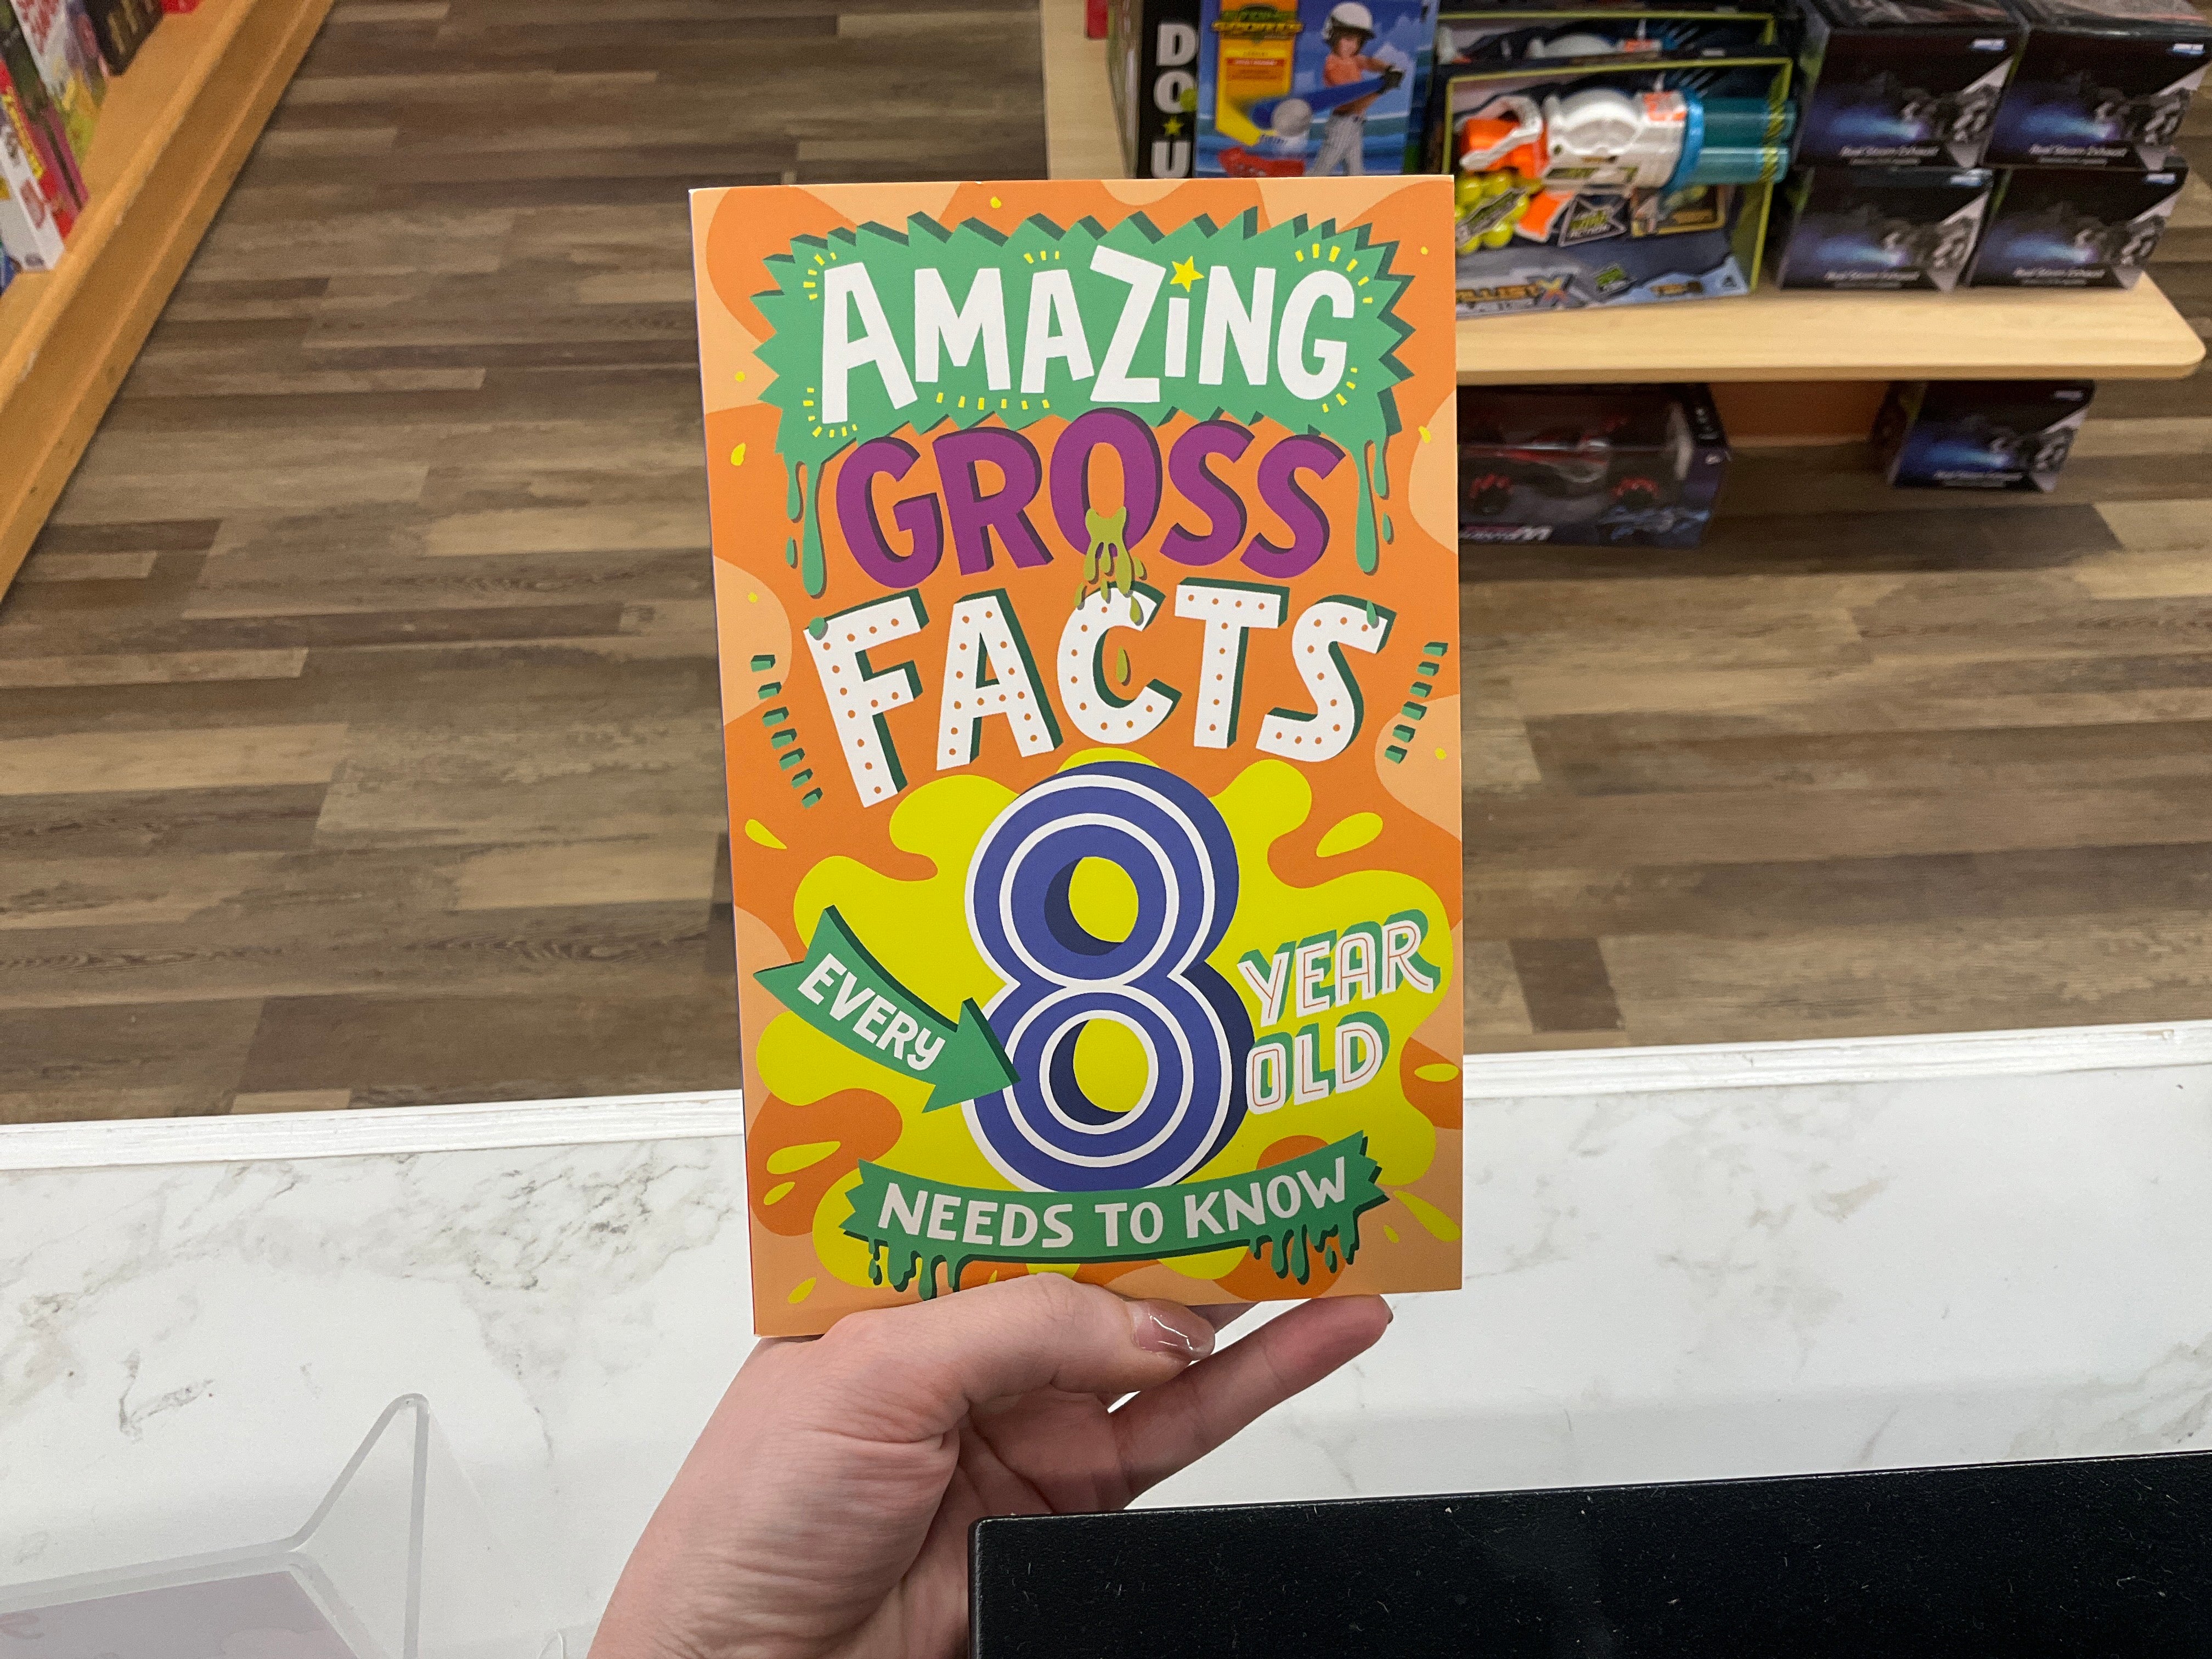 AMAZiNG
GROSS
FACTS
EVERY
8
YEAR
OLD
NEEDS TO KNOW